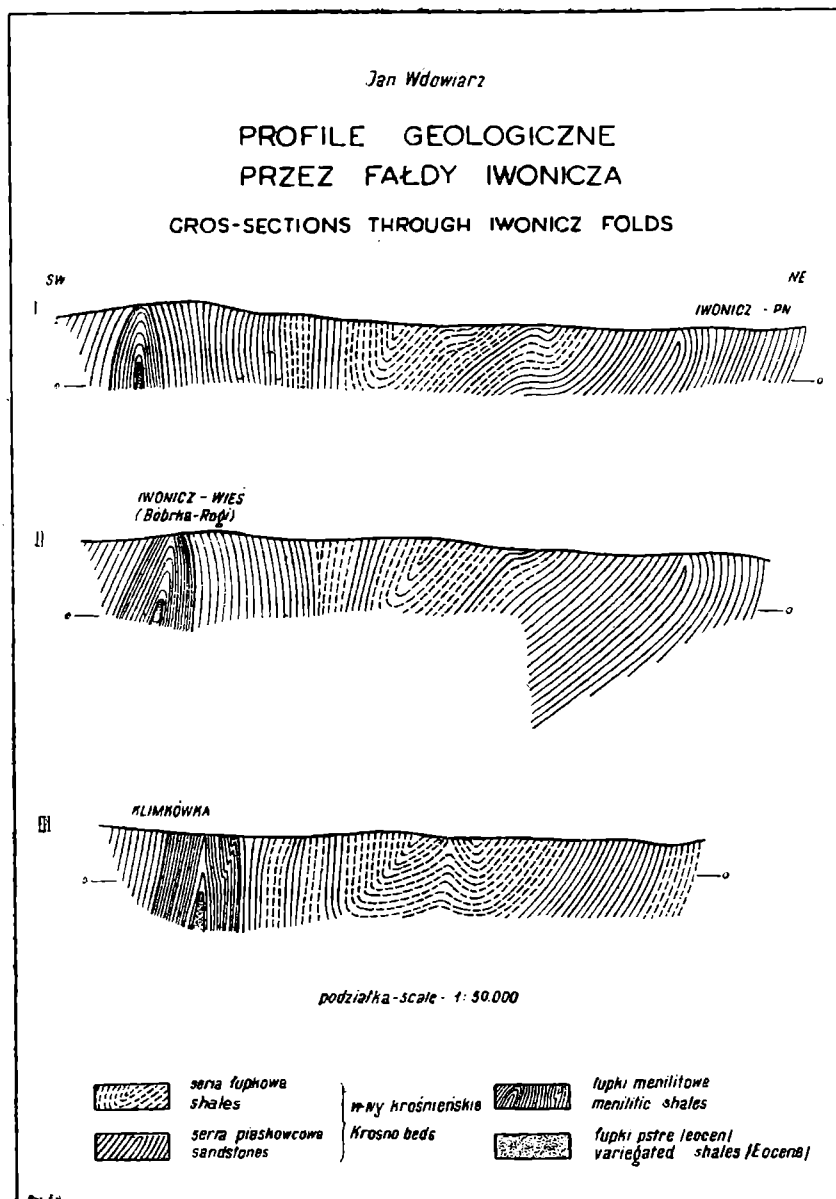 Jan Wdowiarz
PROFILE GEOLOGICZNE
PRZEZ FAŁDY IWONICZA
CROS-SECTIONS THROUGH IWONICZ FOLDS
SW
NE
I
IWONICZ - PN
o
o
IWONICZ - WIEŚ
(Bóbrka-Rogi)
II
o
o
KLIMKÓWKA
III
o
o
podziałka-scale - 1: 50.000
seria łupkowa
shales
seria piaskowcowa
sandstones
w-wy krośnieńskie
Krosno beds
łupki menilitowe
menilitic shales
łupki pstre /eocen/
variegated shales /Eocene/